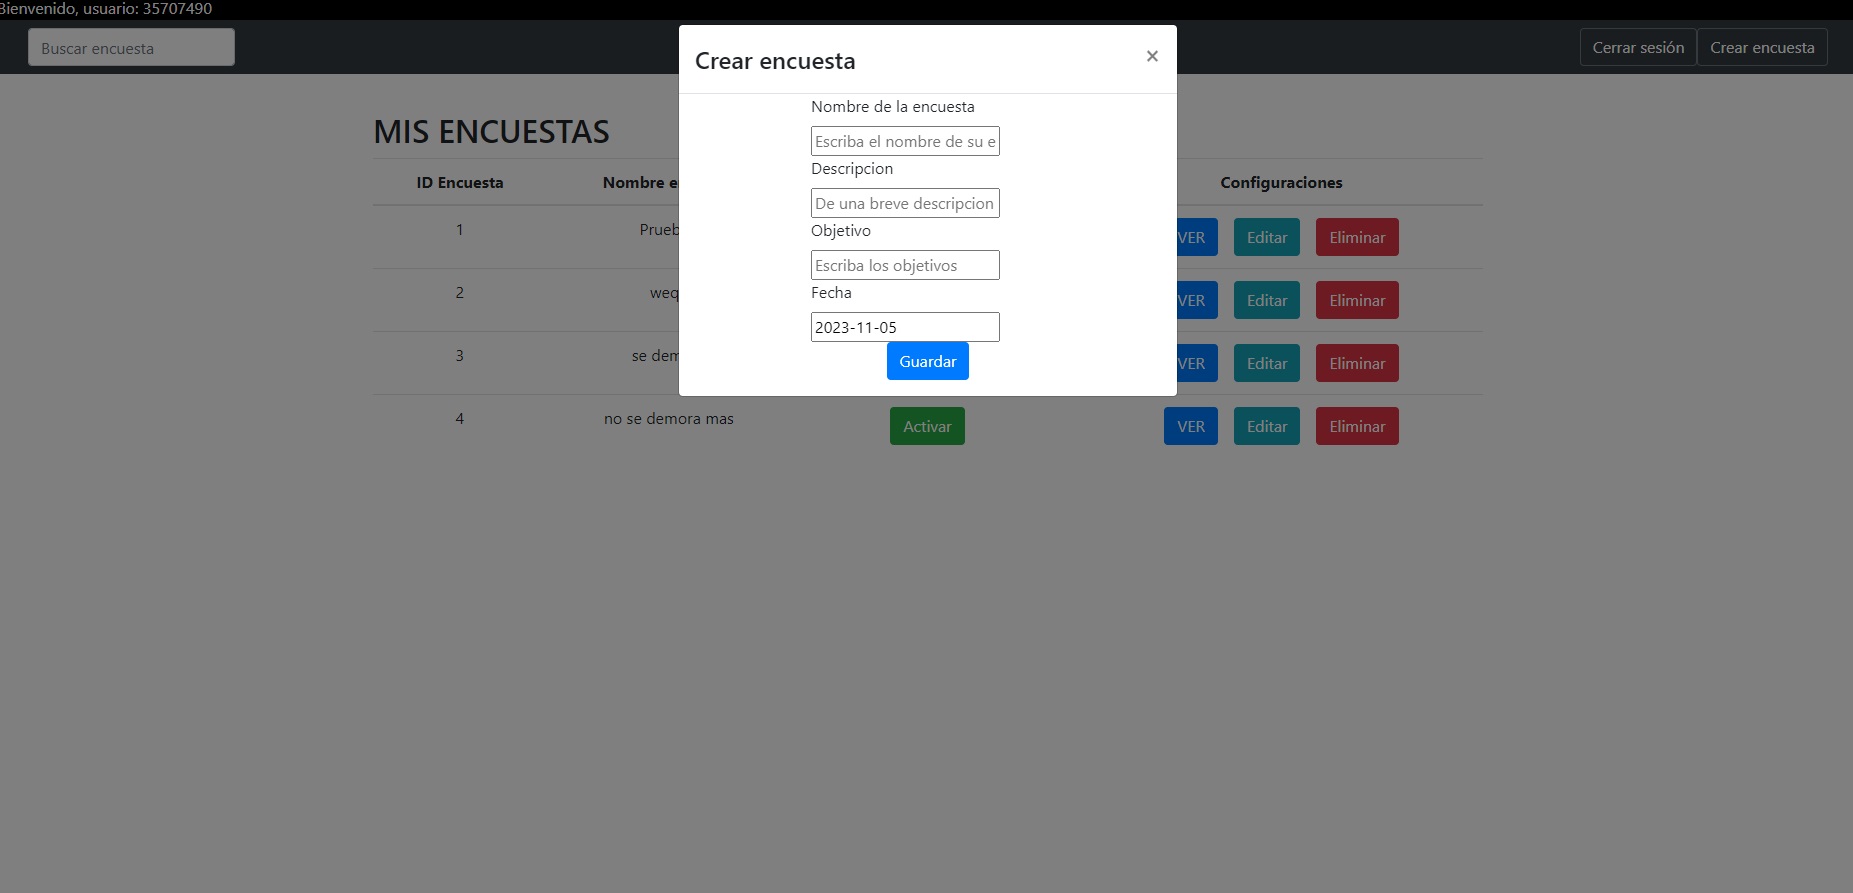 Bienvenido, usuario: 35707490
Buscar encuesta
Cerrar sesión
Crear encuesta
Crear encuesta
×
Nombre de la encuesta
Escriba el nombre de su e
Descripcion
De una breve descripcion
Objetivo
Escriba los objetivos
Fecha
2023-11-05
Guardar
MIS ENCUESTAS
ID Encuesta Nombre e Configuraciones
1 Prueb VER Editar Eliminar
2 weq VER Editar Eliminar
3 se dem VER Editar Eliminar
4 no se demora mas Activar VER Editar Eliminar